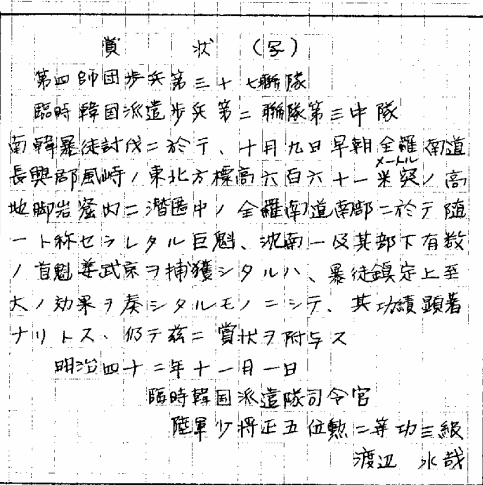 賞状(写)
第四師団歩兵第三十七聯隊
臨時韓国派遣歩兵第二聯隊第三中隊
南韓暴徒討伐ニ於テ、十月九日早朝全羅南道
長興郡風峙ノ東北方標高六百六十一米突メートルノ高
地脚岩窟内ニ潜匿中ノ全羅南道南部ニ於テ随
一ト称セラレタル巨魁、沈南一及其部下有数
ノ首魁姜武京ヲ捕獲シタルハ、暴徒鎮定上至
大ノ効果ヲ奏シタルモノニシテ、其功績顕著
ナリトス、仍テ茲ニ賞状ヲ附与ス
明治四十二年十一月一日
臨時韓国派遣隊司令官
陸軍少将正五位勲二等功三級
渡辺 水哉